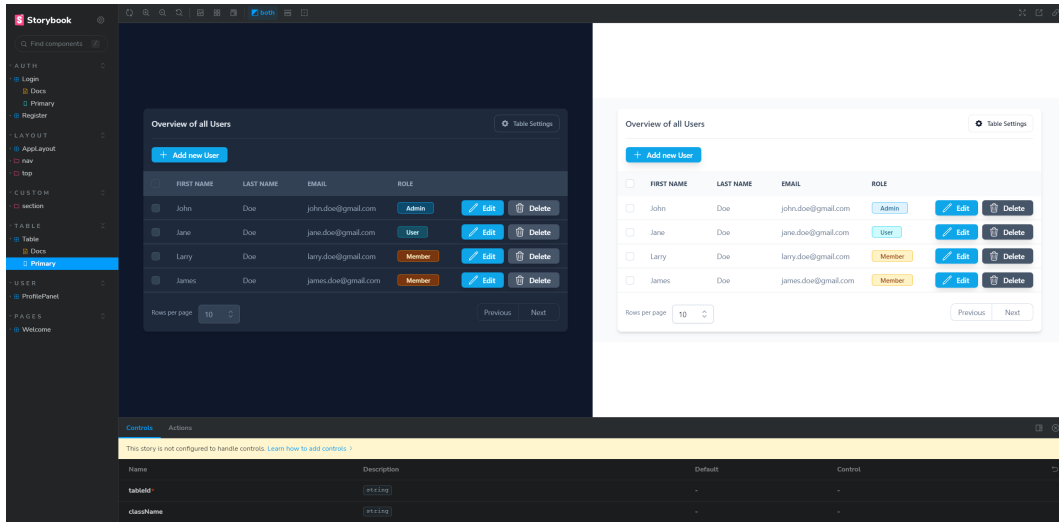 Storybook
both
Find components /
AUTH
Login
Docs
Primary
Register
LAYOUT
AppLayout
nav
top
CUSTOM
section
TABLE
Table
Docs
Primary
USER
ProfilePanel
PAGES
Welcome
Overview of all Users
Table Settings
Add new User
FIRST NAME LAST NAME EMAIL ROLE
John Doe john.doe@gmail.com Admin Edit Delete
Jane Doe jane.doe@gmail.com User Edit Delete
Larry Doe larry.doe@gmail.com Member Edit Delete
James Doe james.doe@gmail.com Member Edit Delete
Rows per page 10 Previous Next
Overview of all Users
Table Settings
Add new User
FIRST NAME LAST NAME EMAIL ROLE
John Doe john.doe@gmail.com Admin Edit Delete
Jane Doe jane.doe@gmail.com User Edit Delete
Larry Doe larry.doe@gmail.com Member Edit Delete
James Doe james.doe@gmail.com Member Edit Delete
Rows per page 10 Previous Next
Controls Actions
This story is not configured to handle controls. Learn how to add controls
Name Description Default Control
tableId* string - -
className string - -